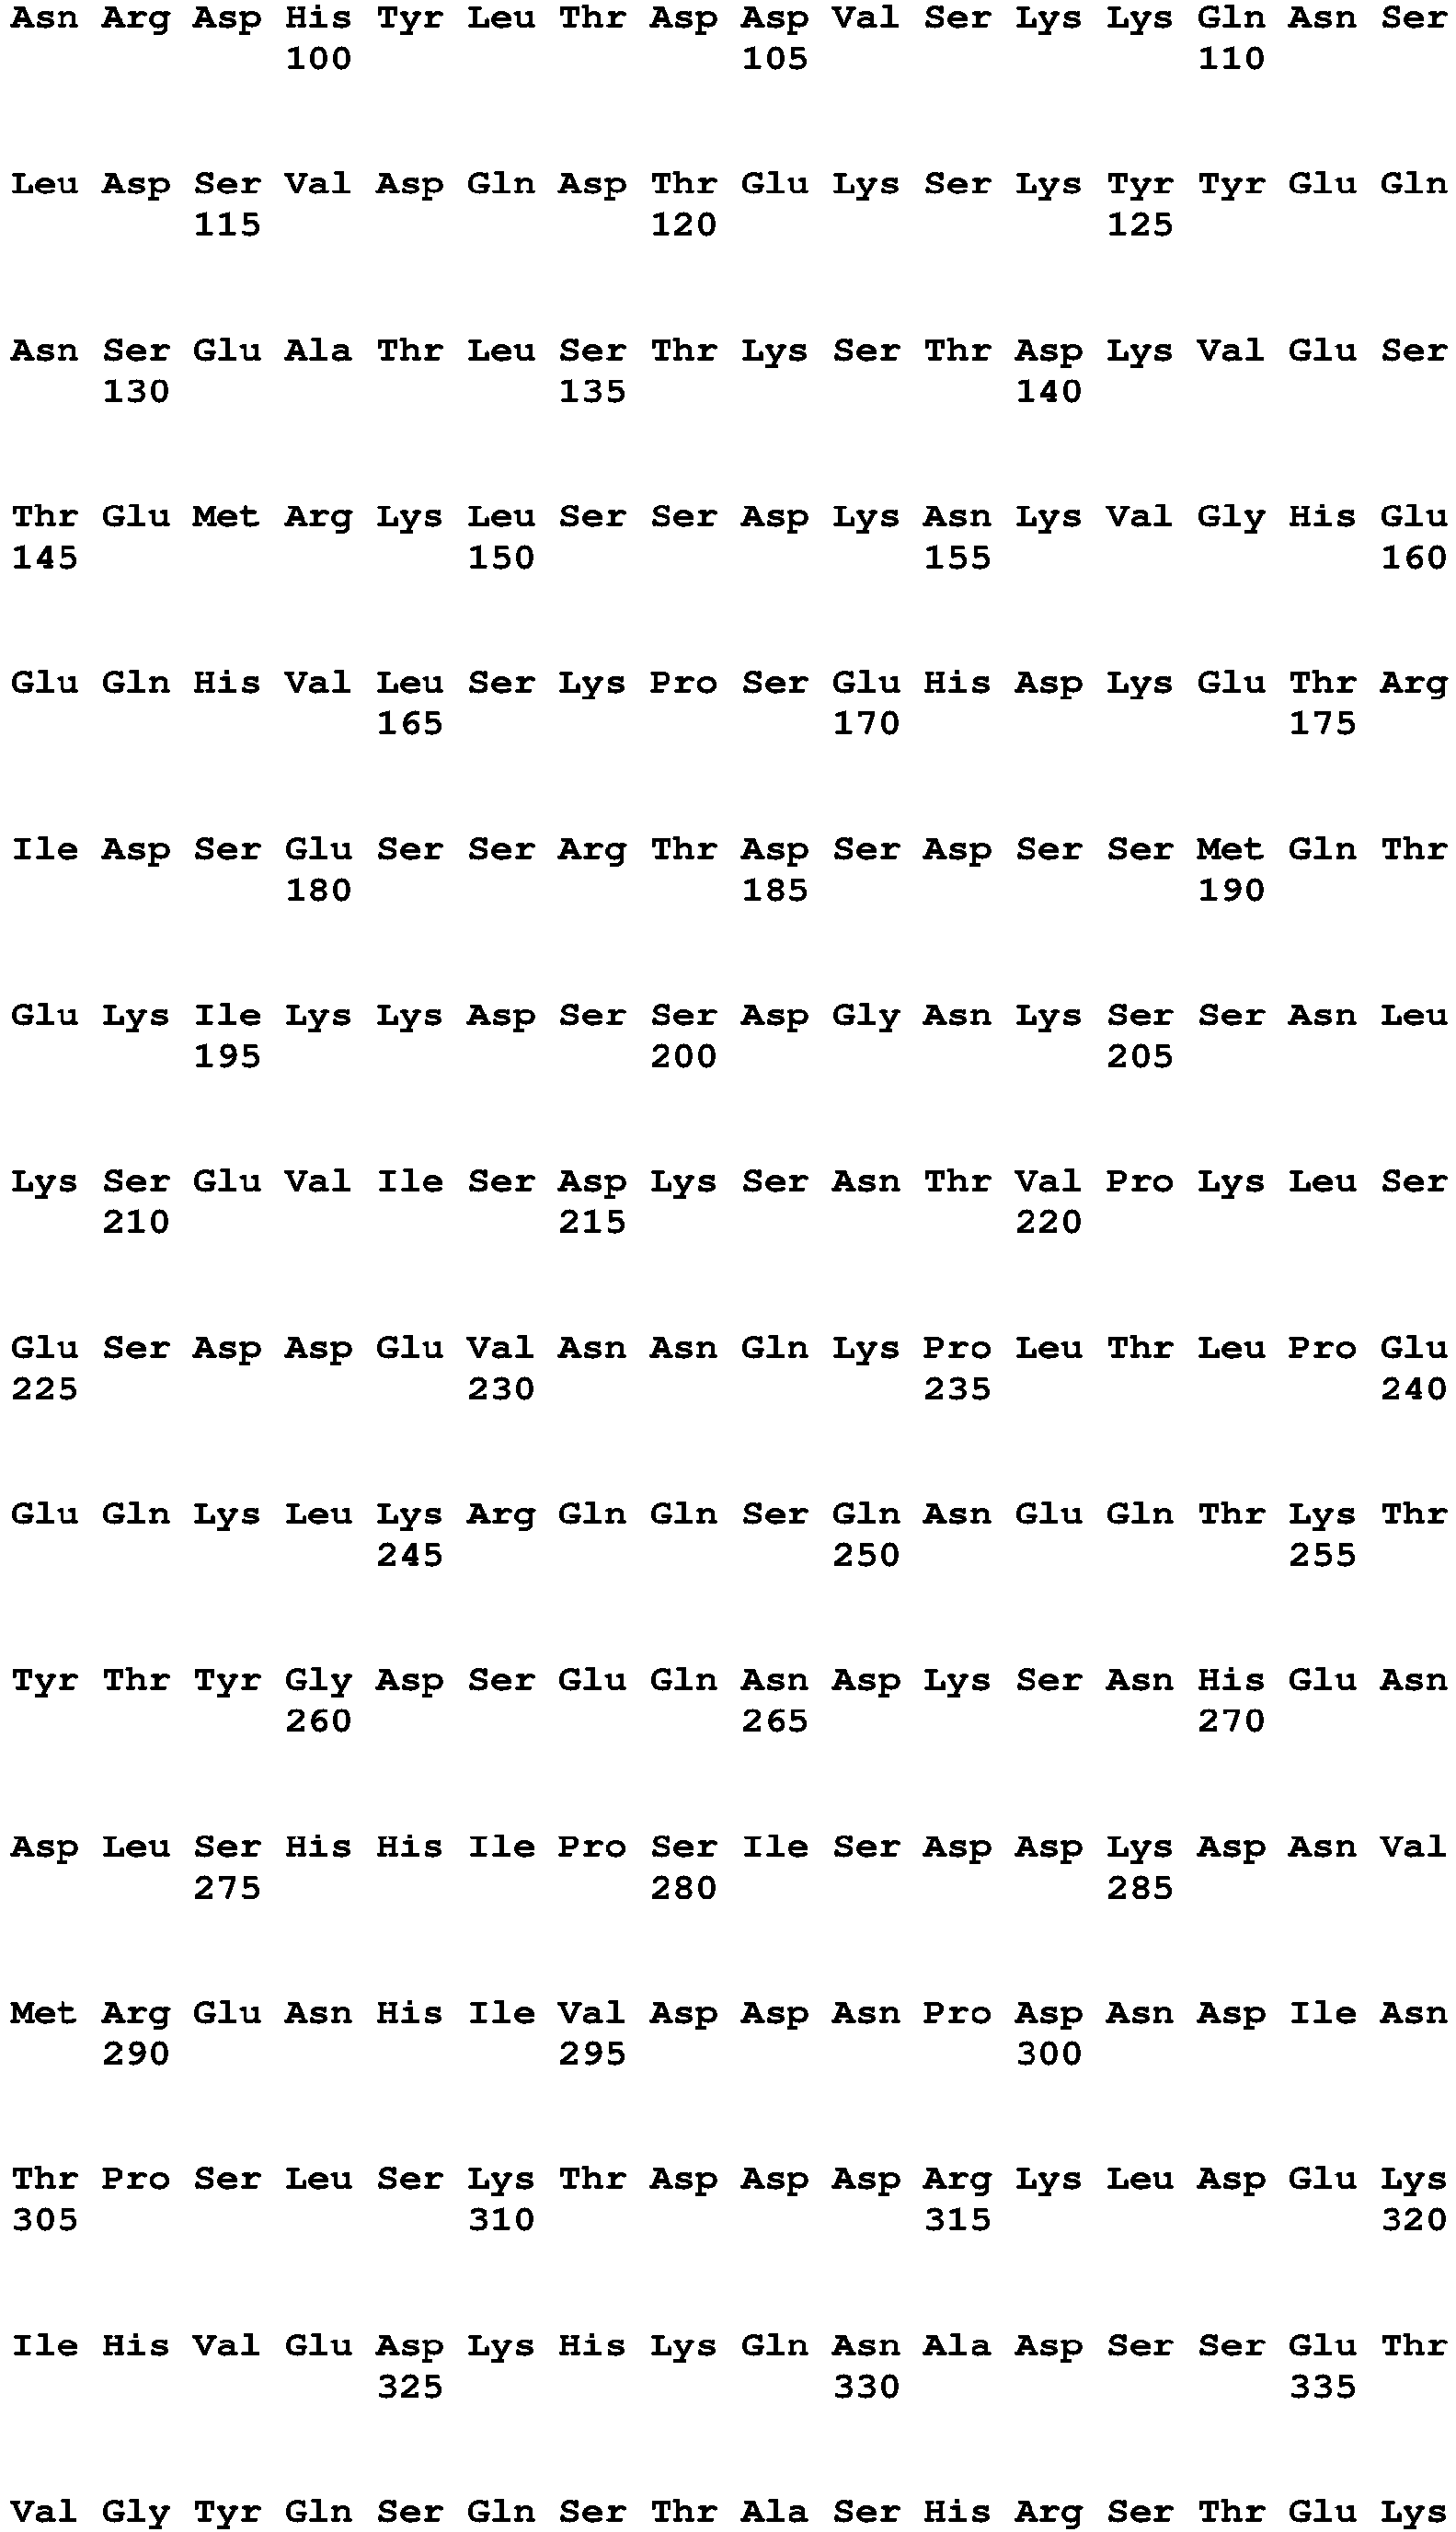 Asn Arg Asp His Tyr Leu Thr Asp Asp Val Ser Lys Lys Gln Asn Ser
100 105 110
Leu Asp Ser Val Asp Gln Asp Thr Glu Lys Ser Lys Tyr Tyr Glu Gln
115 120 125
Asn Ser Glu Ala Thr Leu Ser Thr Lys Ser Thr Asp Lys Val Glu Ser
130 135 140
Thr Glu Met Arg Lys Leu Ser Ser Asp Lys Asn Lys Val Gly His Glu
145 150 155 160
Glu Gln His Val Leu Ser Lys Pro Ser Glu His Asp Lys Glu Thr Arg
165 170 175
Ile Asp Ser Glu Ser Ser Arg Thr Asp Ser Asp Ser Ser Met Gln Thr
180 185 190
Glu Lys Ile Lys Lys Asp Ser Ser Asp Gly Asn Lys Ser Ser Asn Leu
195 200 205
Lys Ser Glu Val Ile Ser Asp Lys Ser Asn Thr Val Pro Lys Leu Ser
210 215 220
Glu Ser Asp Asp Glu Val Asn Asn Gln Lys Pro Leu Thr Leu Pro Glu
225 230 235 240
Glu Gln Lys Leu Lys Arg Gln Gln Ser Gln Asn Glu Gln Thr Lys Thr
245 250 255
Tyr Thr Tyr Gly Asp Ser Glu Gln Asn Asp Lys Ser Asn His Glu Asn
260 265 270
Asp Leu Ser His His Ile Pro Ser Ile Ser Asp Asp Lys Asp Asn Val
275 280 285
Met Arg Glu Asn His Ile Val Asp Asp Asn Pro Asp Asn Asp Ile Asn
290 295 300
Thr Pro Ser Leu Ser Lys Thr Asp Asp Asp Arg Lys Leu Asp Glu Lys
305 310 315 320
Ile His Val Glu Asp Lys His Lys Gln Asn Ala Asp Ser Ser Glu Thr
325 330 335
Val Gly Tyr Gln Ser Gln Ser Thr Ala Ser His Arg Ser Thr Glu Lys